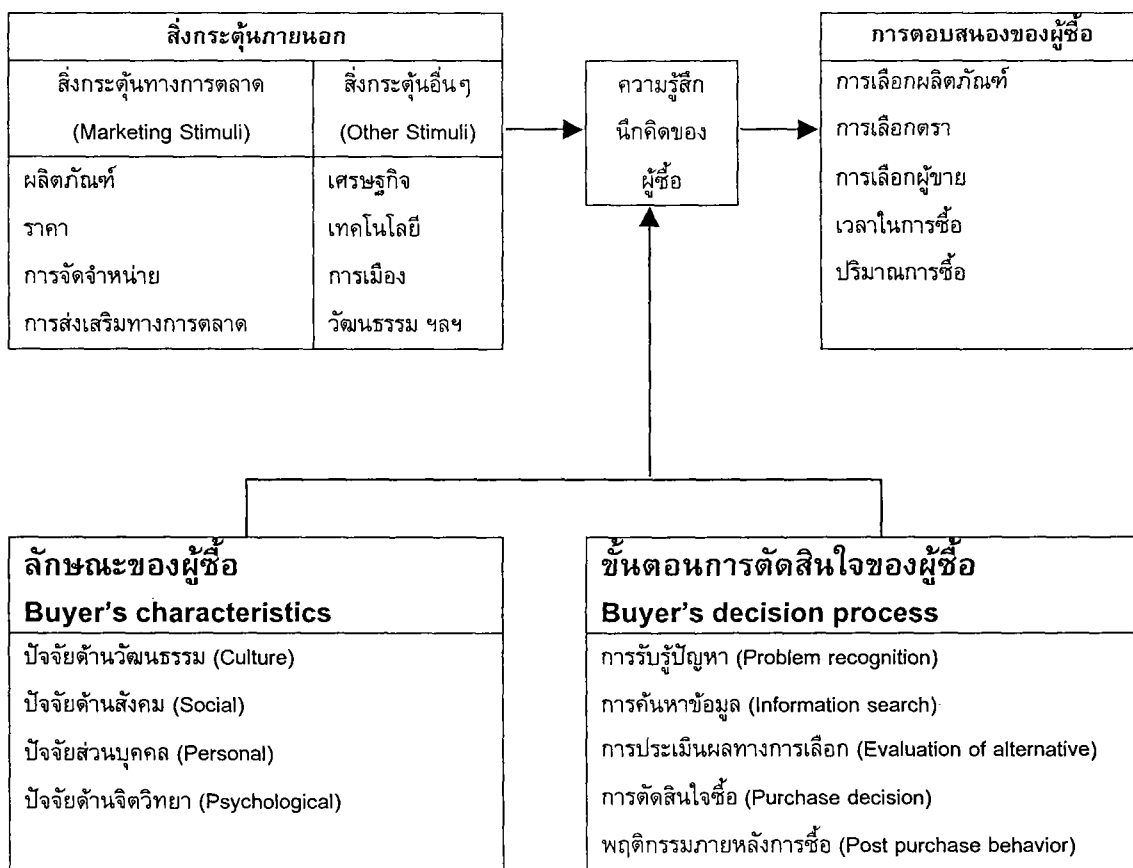 สิ่งกระตุ้นภายนอก
สิ่งกระตุ้นทางการตลาด
(Marketing Stimuli)
สิ่งกระตุ้นอื่นๆ
(Other Stimuli)
ผลิตภัณฑ์
ราคา
การจัดจำหน่าย
การส่งเสริมทางการตลาด
เศรษฐกิจ
เทคโนโลยี
การเมือง
วัฒนธรรม ฯลฯ
ความรู้สึก
นึกคิดของ
ผู้ซื้อ
การตอบสนองของผู้ซื้อ
การเลือกผลิตภัณฑ์
การเลือกตรา
การเลือกผู้ขาย
เวลาในการซื้อ
ปริมาณการซื้อ
ลักษณะของผู้ซื้อ
Buyer's characteristics
ปัจจัยด้านวัฒนธรรม (Culture)
ปัจจัยด้านสังคม (Social)
ปัจจัยส่วนบุคคล (Personal)
ปัจจัยด้านจิตวิทยา (Psychological)
ขั้นตอนการตัดสินใจของผู้ซื้อ
Buyer's decision process
การรับรู้ปัญหา (Problem recognition)
การค้นหาข้อมูล (Information search)
การประเมินผลทางการเลือก (Evaluation of alternative)
การตัดสินใจซื้อ (Purchase decision)
พฤติกรรมภายหลังการซื้อ (Post purchase behavior)